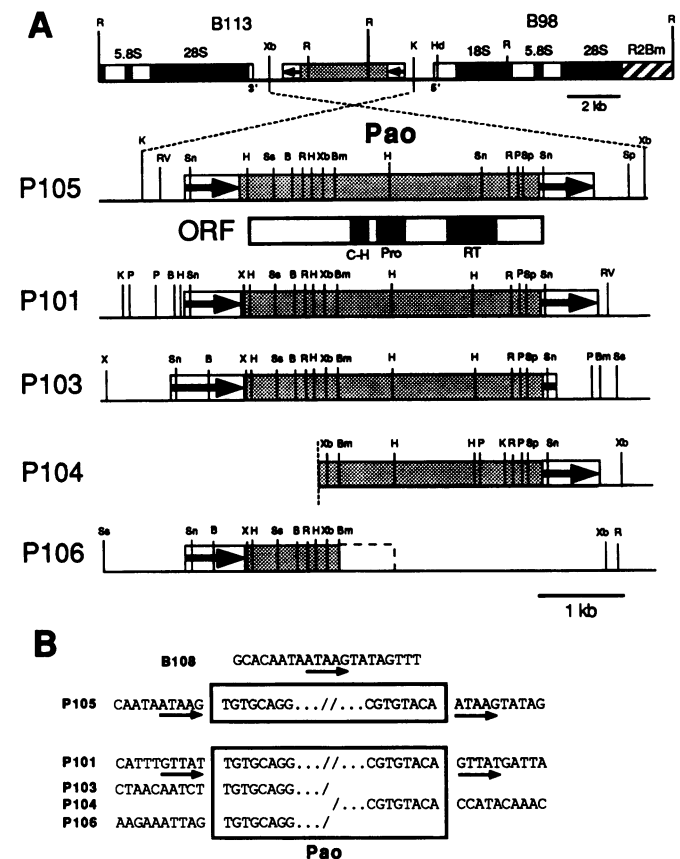 A
B113
B98
R
Xb
R
R
K
Hd
R
R
5.8S
28S
18S
5.8S
28S
R2Bm
3'
5'
2 kb
Pao
K
RV
Sn
H
Ss
B
R
H
Xb
Bm
H
Sn
R
P
Sp
Sn
Sp
Xb
P105
ORF
C-H
Pro
RT
K P P B H Sn X H Ss B R H Xb Bm H H R P Sp Sn RV
P101
X Sn B X H Ss B R H Xb Bm H H R P Sp Sn P Bm Ss
P103
Xb Bm H H P K R P Sp Sn Xb
P104
Ss Sn B X H Ss B R H Xb Bm Xb R
P106
1 kb
B
B108 GCACAATAATAAGTATAGTTT
P105 CAATAATAAG TGTGCAGG...//...CGTGTACA ATAAGTATAG
P101 CATTTGTTAT TGTGCAGG...//...CGTGTACA GTTATGATTA
P103 CTAACAATCT TGTGCAGG.../
P104 /...CGTGTACA CCATACAAAC
P106 AAGAAATTAG TGTGCAGG.../
Pao